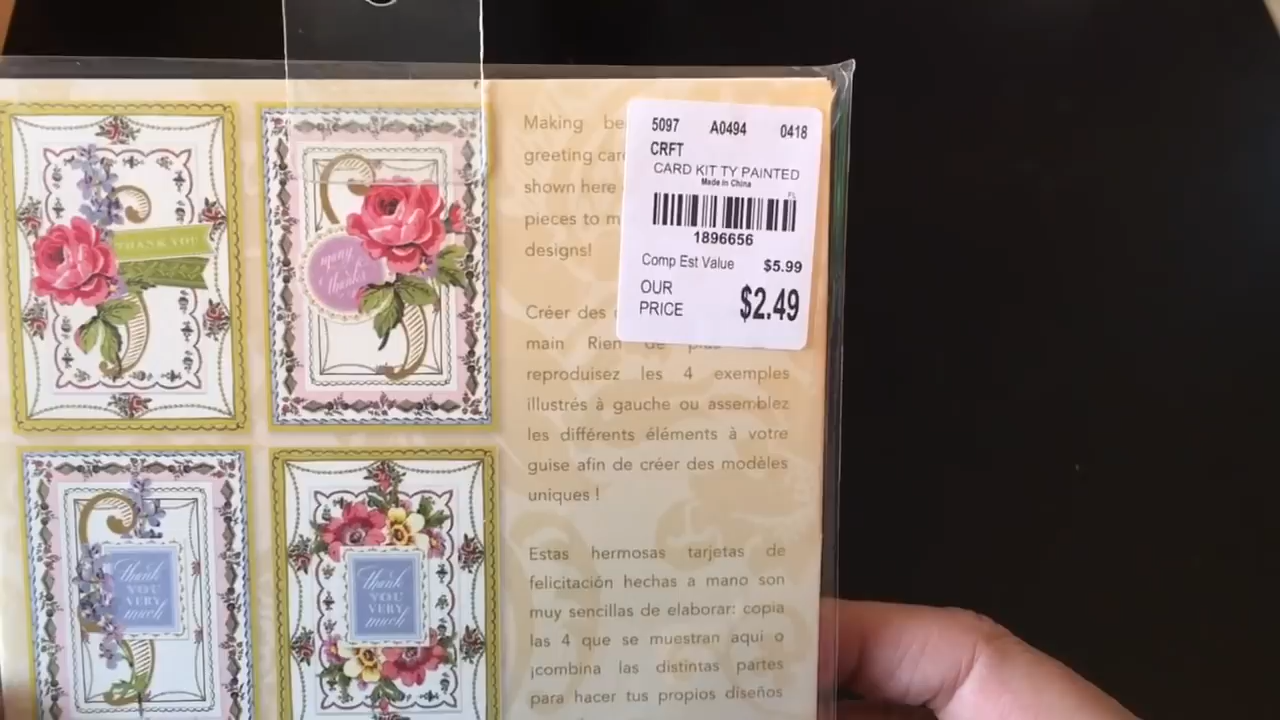 THANK YOU
many
thanks
thank
YOU
VERY
much
thank
YOU
VERY
much
Making
greeting
shown here
pieces to
designs!
Créer des
main Rien de
reproduisez les 4 exemples
illustrés à gauche ou assemblez
les différents éléments à votre
guise afin de créer des modèles
uniques !
Estas hermosas tarjetas de
felicitación hechas a mano son
muy sencillas de elaborar: copia
las 4 que se muestran aquí o
¡combina las distintas partes
para hacer tus propios diseños
5097 A0494 0418
CRFT
CARD KIT TY PAINTED
Made in China
1896656
Comp Est Value $5.99
OUR
PRICE $2.49